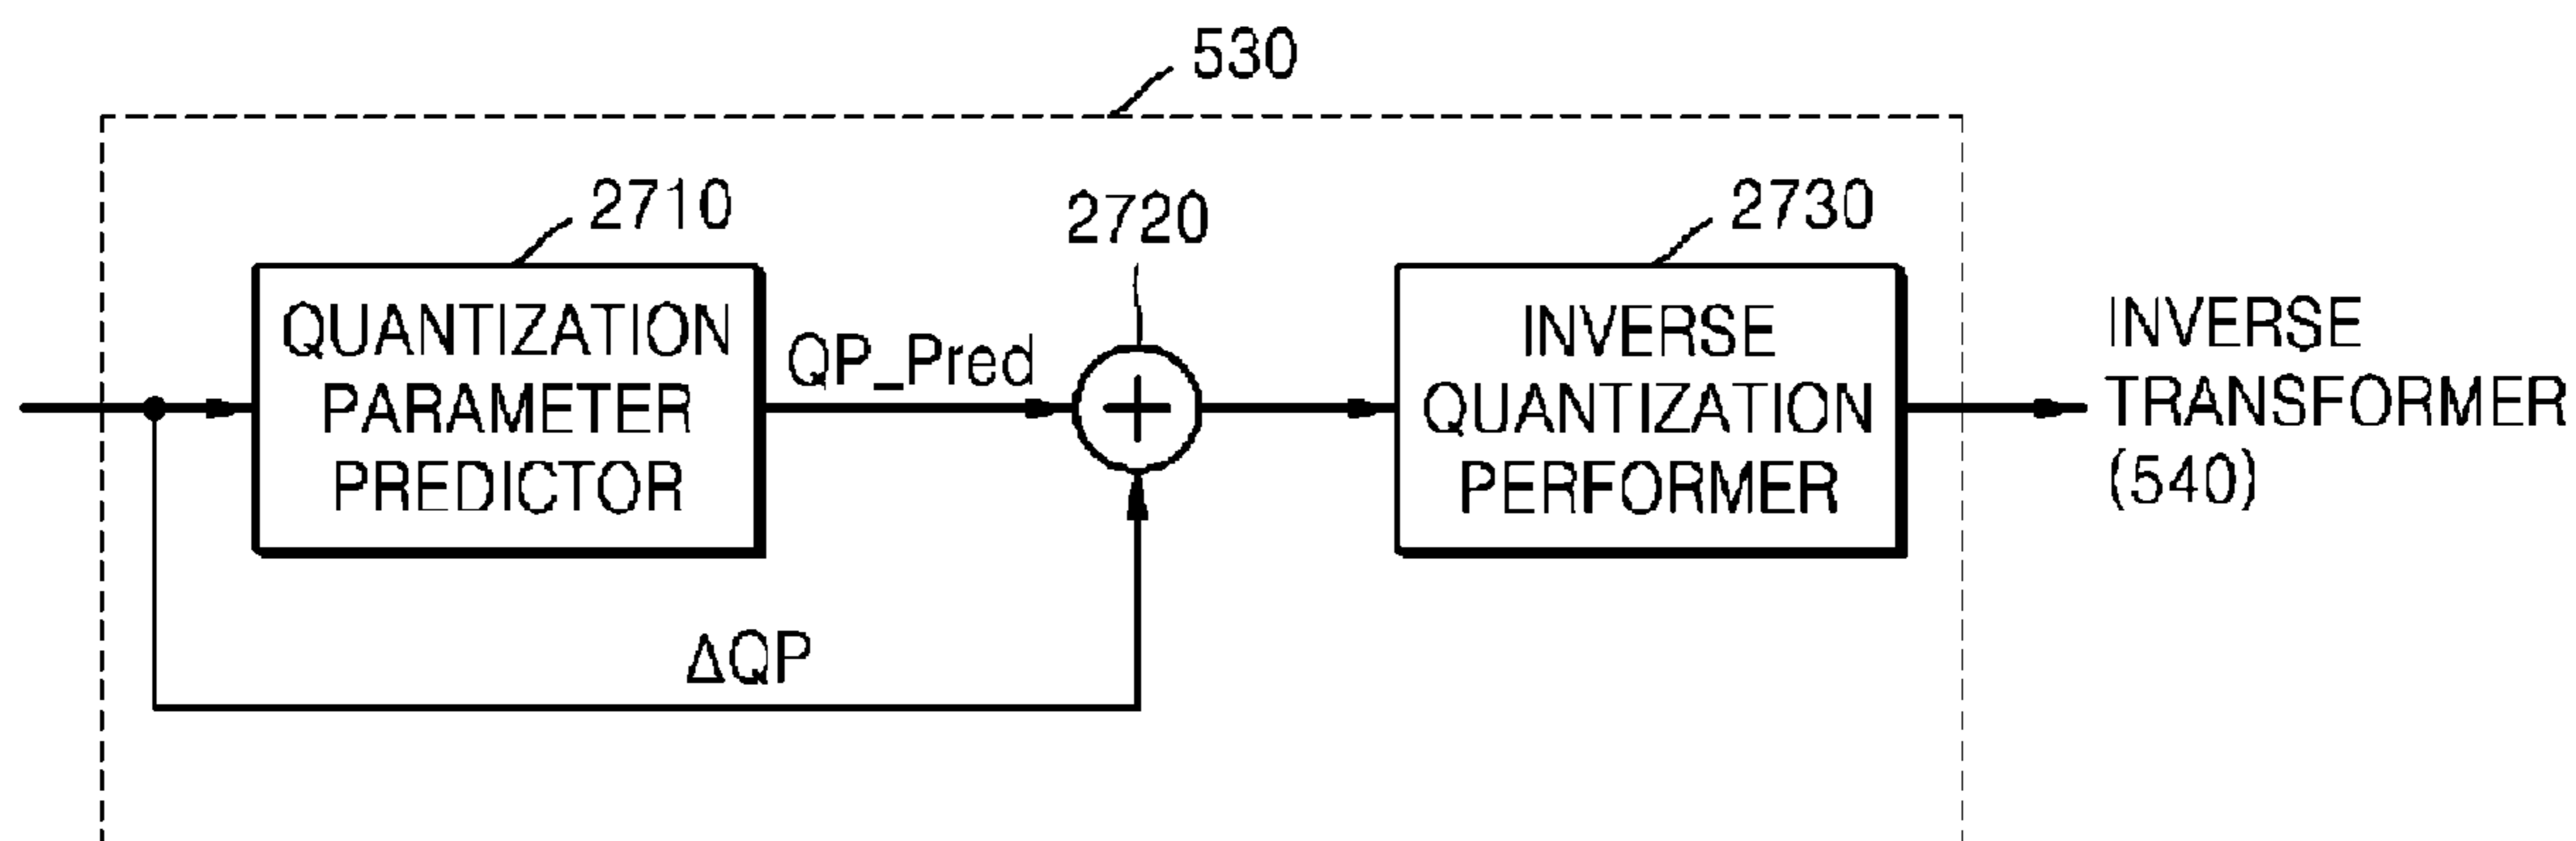 530
2710
2720
2730
QUANTIZATION
PARAMETER
PREDICTOR
QP_Pred
+
INVERSE
QUANTIZATION
PERFORMER
INVERSE
TRANSFORMER
(540)
ΔQP